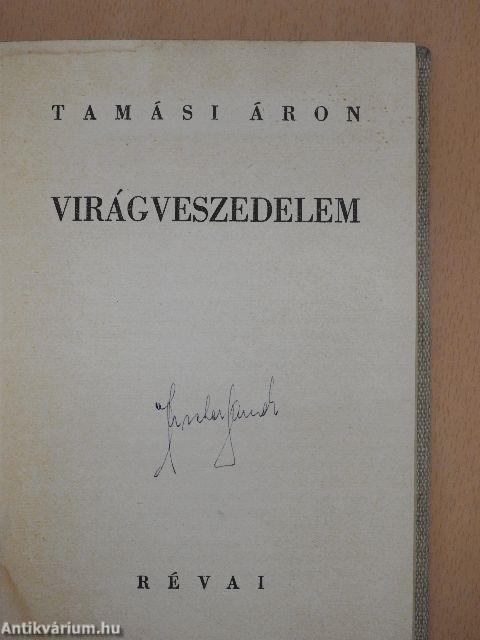 TAMÁSI ÁRON
VIRÁGVESZEDELEM
RÉVAI
Antikvárium.hu